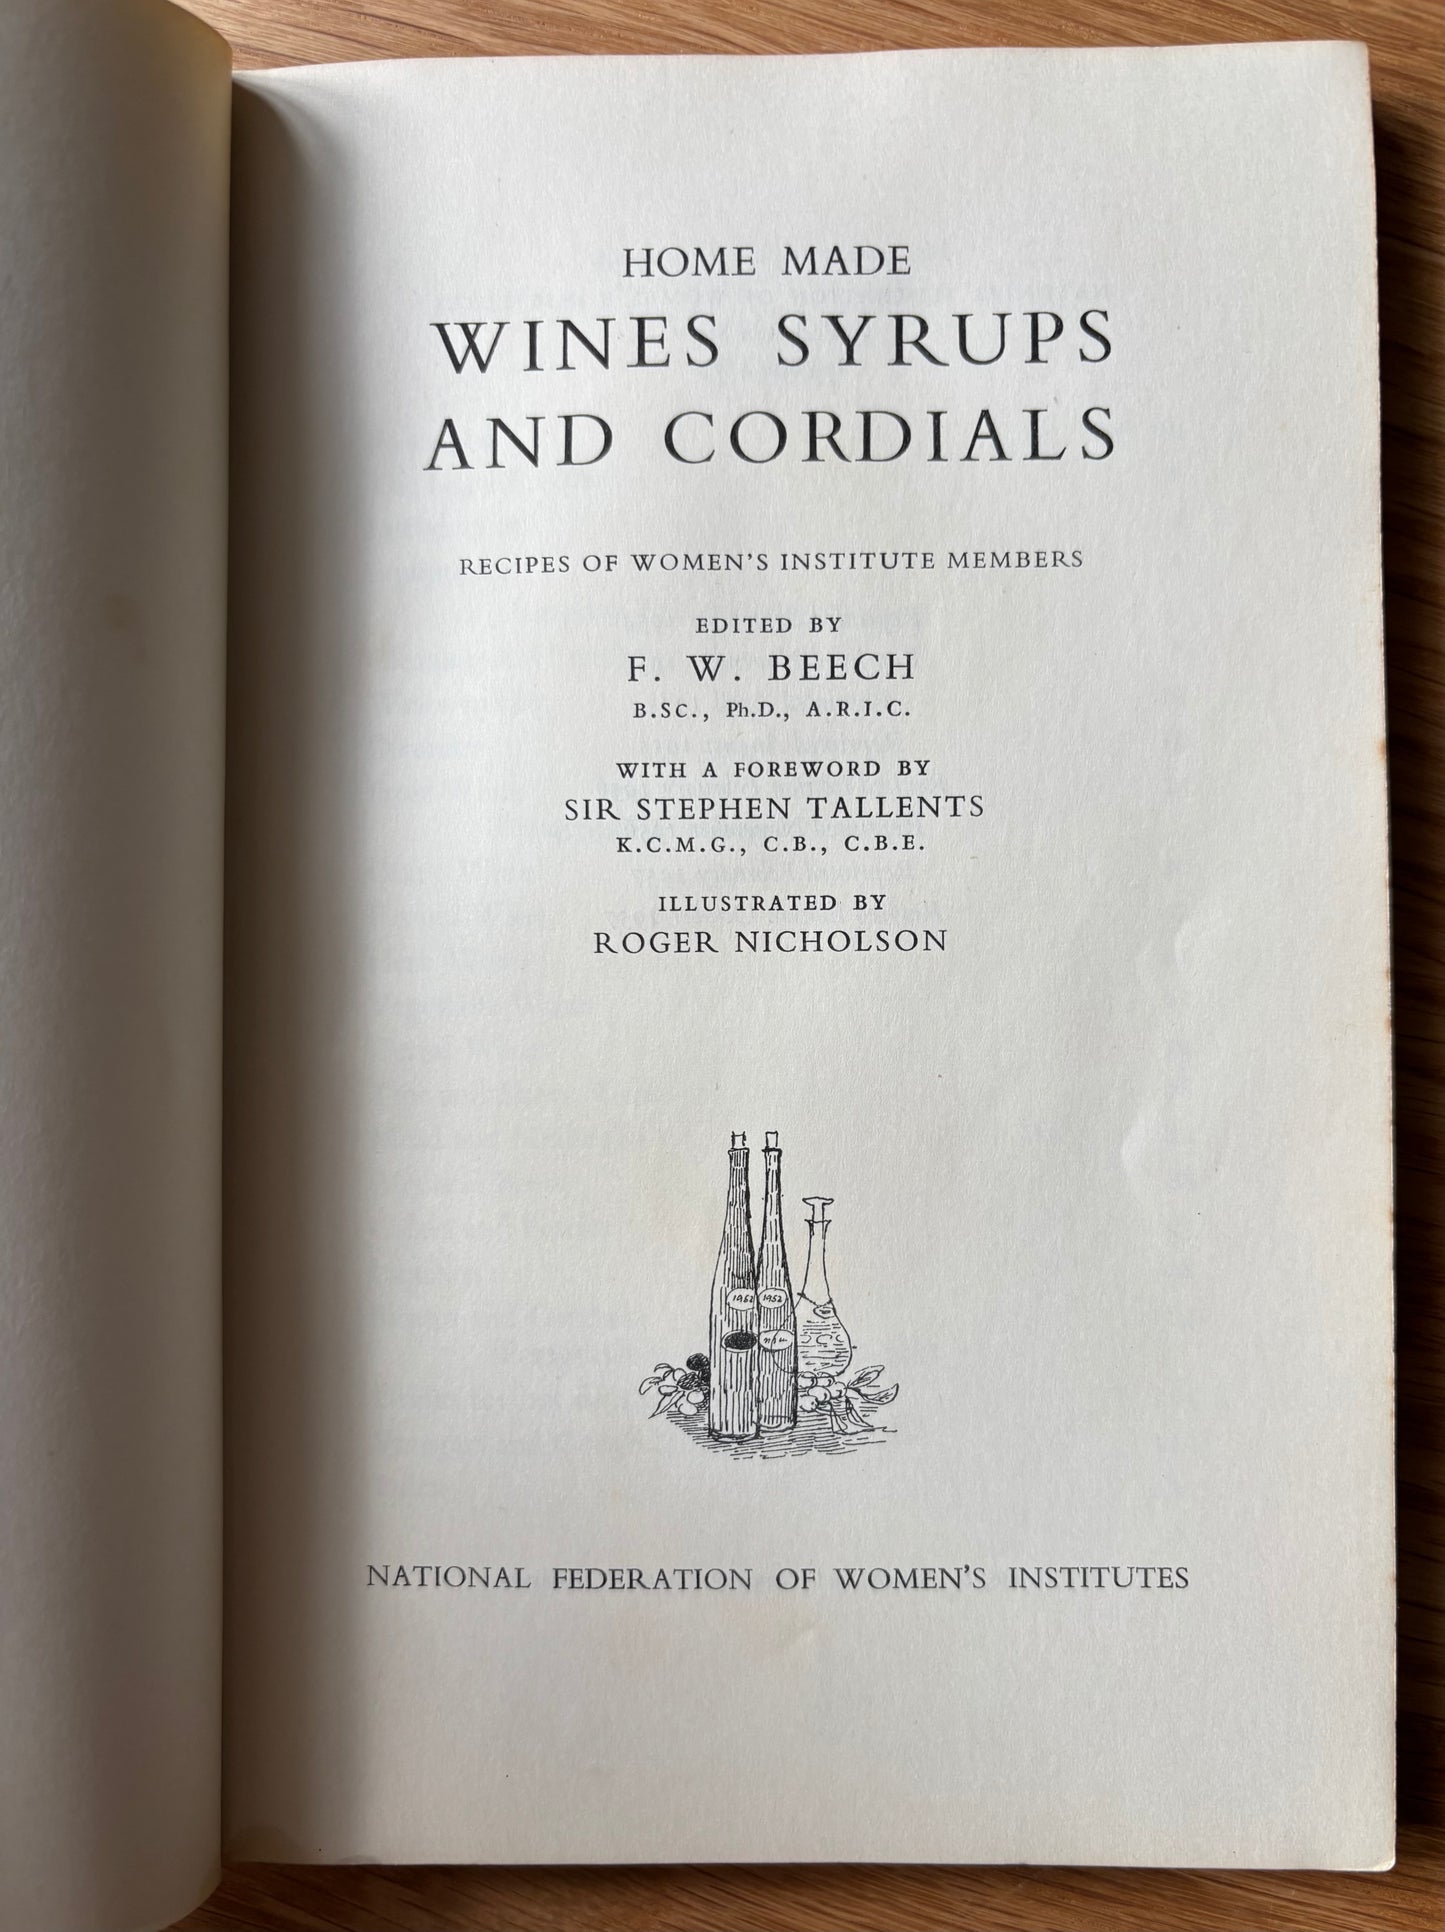 HOME MADE
WINES SYRUPS
AND CORDIALS
RECIPES OF WOMEN'S INSTITUTE MEMBERS
EDITED BY
F. W. BEECH
B.SC., Ph.D., A.R.I.C.
WITH A FOREWORD BY
SIR STEPHEN TALLENTS
K.C.M.G., C.B., C.B.E.
ILLUSTRATED BY
ROGER NICHOLSON
1952
NATIONAL FEDERATION OF WOMEN'S INSTITUTES